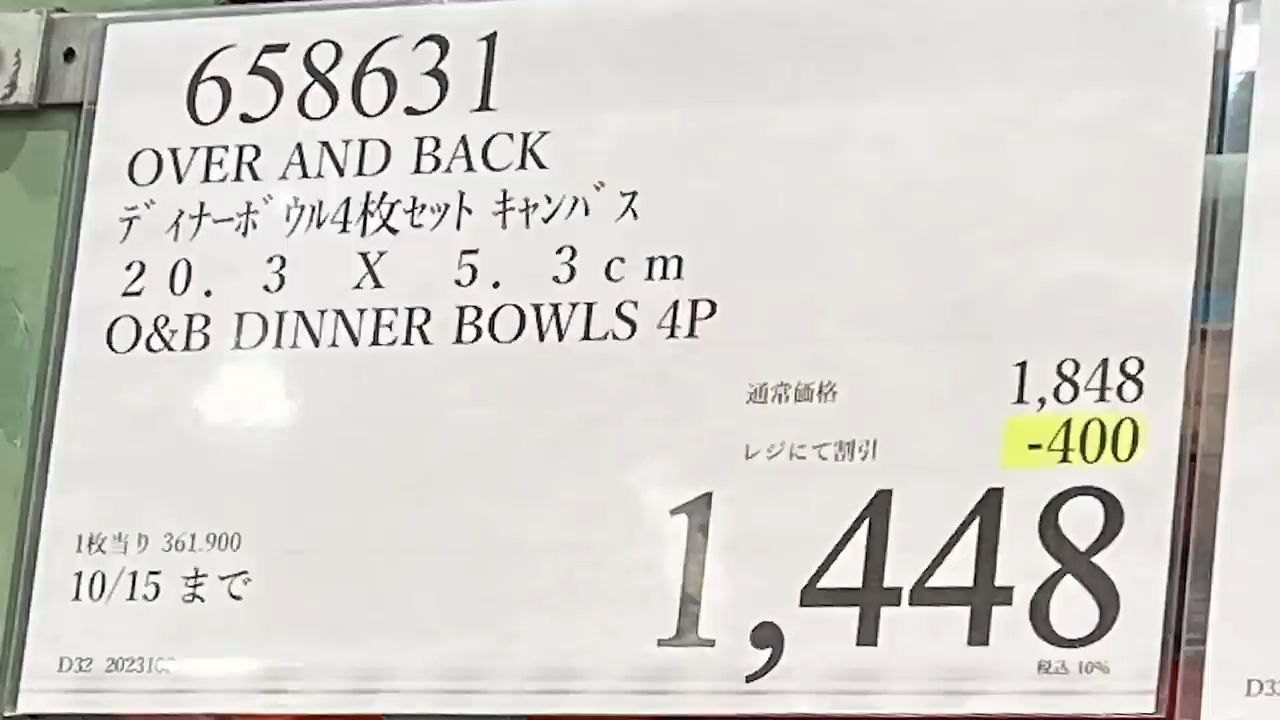 658631
OVER AND BACK
ディナーボウル4枚セット キャンバス
20. 3 X 5. 3cm
O&B DINNER BOWLS 4P
通常価格 1,848
レジにて割引 -400
1,448
1枚当り 361.900
10/15 まで
D32
税込 10%